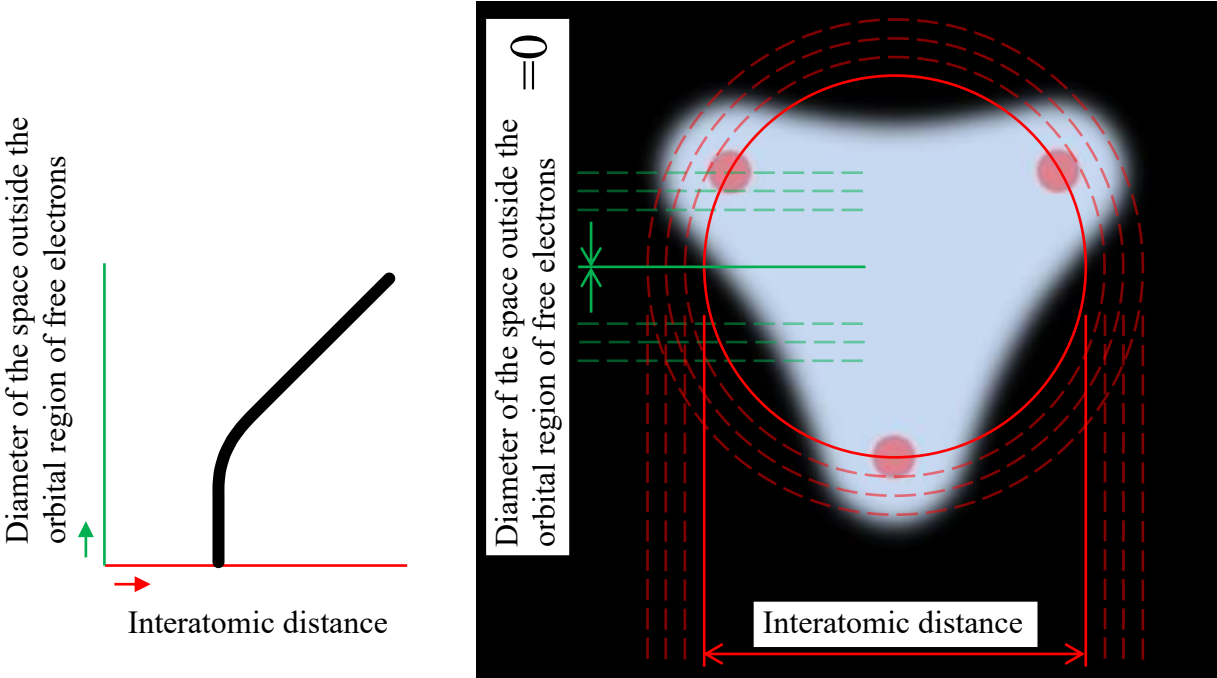 Diameter of the space outside the
orbital region of free electrons
Interatomic distance
Diameter of the space outside the
orbital region of free electrons
=0
Interatomic distance